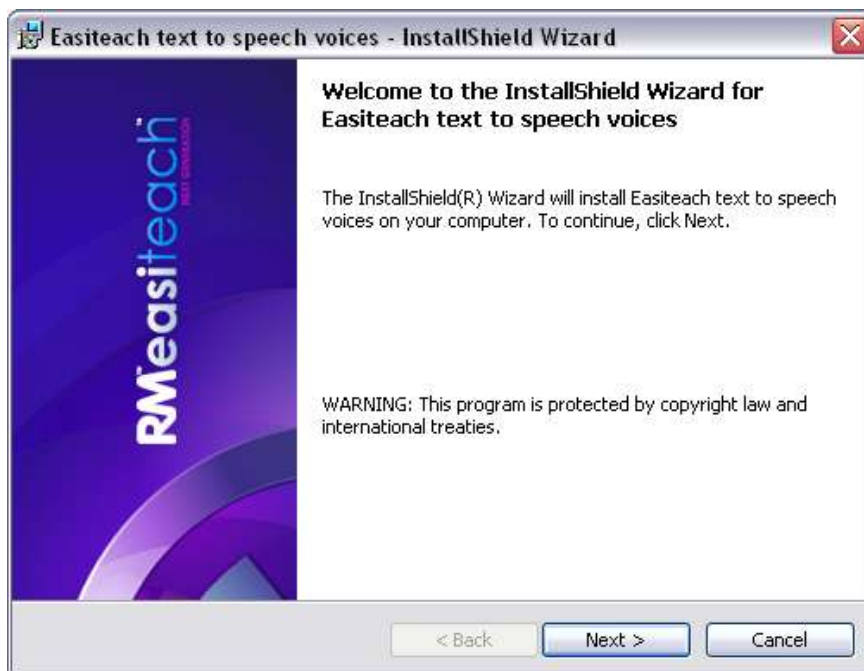 Easiteach text to speech voices - InstallShield Wizard
RM easiteach™
NEXT GENERATION
Welcome to the InstallShield Wizard for
Easiteach text to speech voices
The InstallShield(R) Wizard will install Easiteach text to speech
voices on your computer. To continue, click Next.
WARNING: This program is protected by copyright law and
international treaties.
< Back
Next >
Cancel